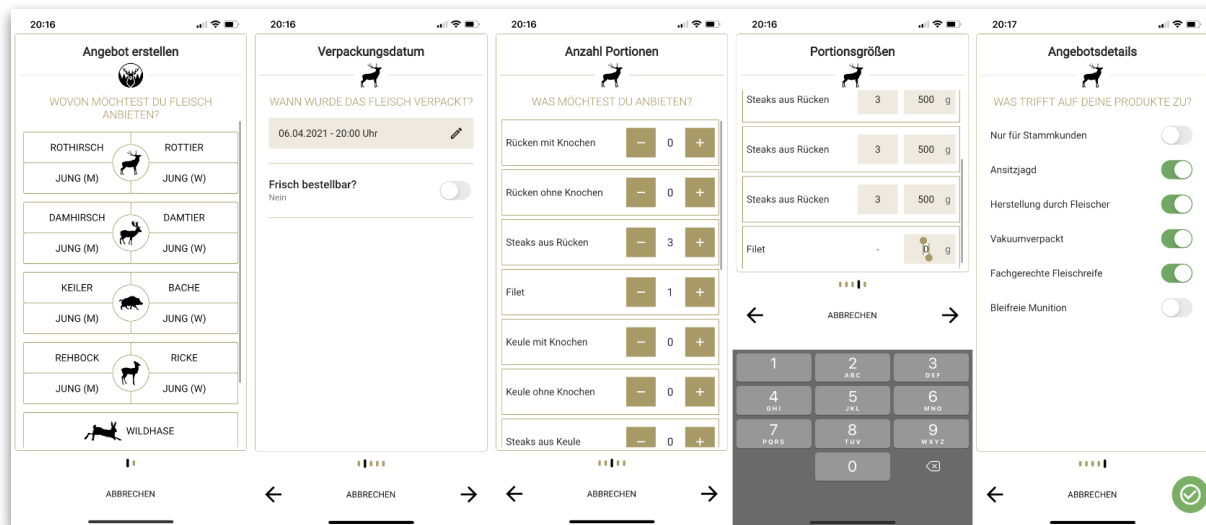 20:16
Angebot erstellen
WOVON MÖCHTEST DU FLEISCH
ANBIETEN?
ROTHIRSCH ROTTIER
JUNG (M) JUNG (W)
DAMHIRSCH DAMTIER
JUNG (M) JUNG (W)
KEILER BACHE
JUNG (M) JUNG (W)
REHBOCK RICKE
JUNG (M) JUNG (W)
WILDHASE
ABBRECHEN
20:16
Verpackungsdatum
WANN WURDE DAS FLEISCH VERPACKT?
06.04.2021 - 20:00 Uhr
Frisch bestellbar?
Nein
ABBRECHEN
20:16
Anzahl Portionen
WAS MÖCHTEST DU ANBIETEN?
Rücken mit Knochen − 0 +
Rücken ohne Knochen − 0 +
Steaks aus Rücken − 3 +
Filet − 1 +
Keule mit Knochen − 0 +
Keule ohne Knochen − 0 +
Steaks aus Keule − 0 +
ABBRECHEN
20:16
Portionsgrößen
Steaks aus Rücken 3 500 g
Steaks aus Rücken 3 500 g
Steaks aus Rücken 3 500 g
Filet - 0 g
ABBRECHEN
1 2 3
ABC DEF
4 5 6
GHI JKL MNO
7 8 9
PQRS TUV WXYZ
0
20:17
Angebotsdetails
WAS TRIFFT AUF DEINE PRODUKTE ZU?
Nur für Stammkunden
Ansitzjagd
Herstellung durch Fleischer
Vakuumverpackt
Fachgerechte Fleischreife
Bleifreie Munition
ABBRECHEN